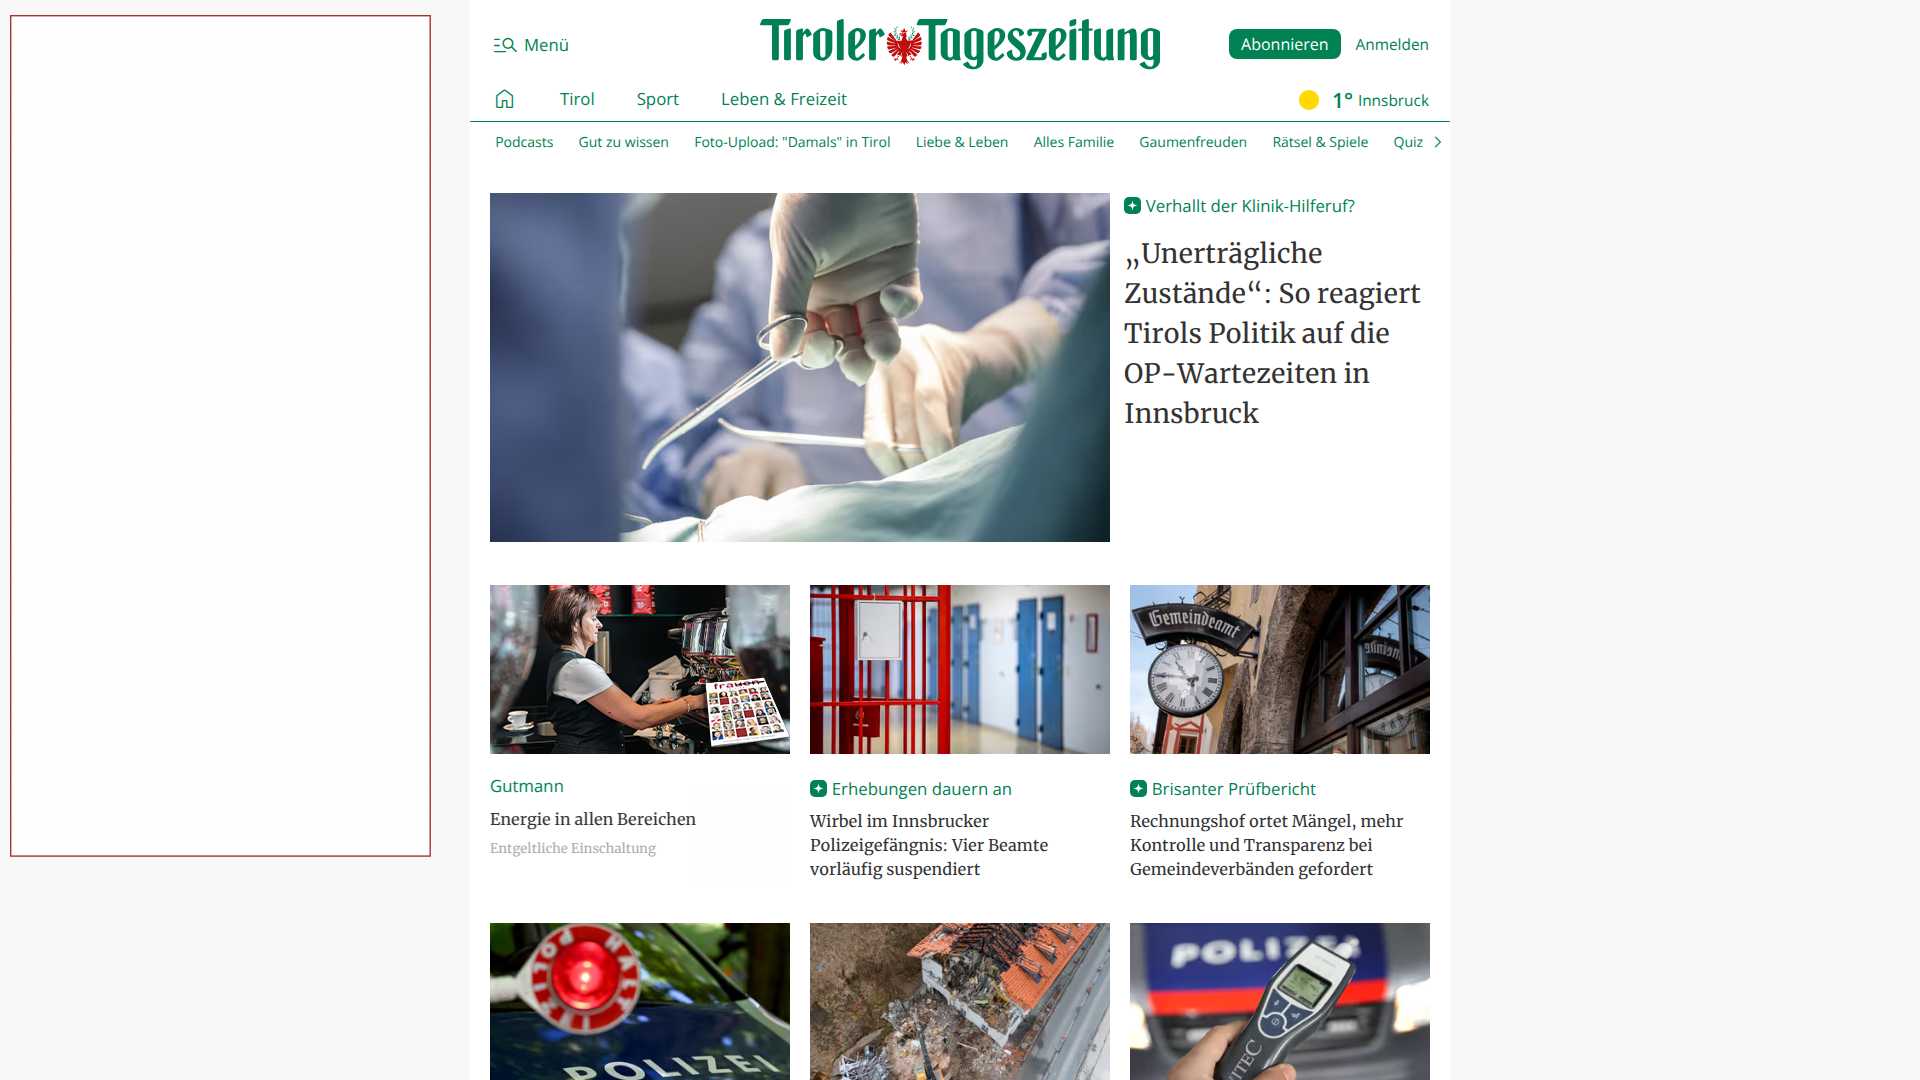 Menü
Tiroler Tageszeitung
Abonnieren
Anmelden
Tirol
Sport
Leben & Freizeit
1° Innsbruck
Podcasts
Gut zu wissen
Foto-Upload: "Damals" in Tirol
Liebe & Leben
Alles Familie
Gaumenfreuden
Rätsel & Spiele
Quiz
Verhallt der Klinik-Hilferuf?
„Unerträgliche
Zustände“: So reagiert
Tirols Politik auf die
OP-Wartezeiten in
Innsbruck
frauen
Gemeindeamt
Gutmann
Energie in allen Bereichen
Entgeltliche Einschaltung
Erhebungen dauern an
Wirbel im Innsbrucker
Polizeigefängnis: Vier Beamte
vorläufig suspendiert
Brisanter Prüfbericht
Rechnungshof ortet Mängel, mehr
Kontrolle und Transparenz bei
Gemeindeverbänden gefordert
HALT
POLIZEI
POLIZEI
POLIZEI